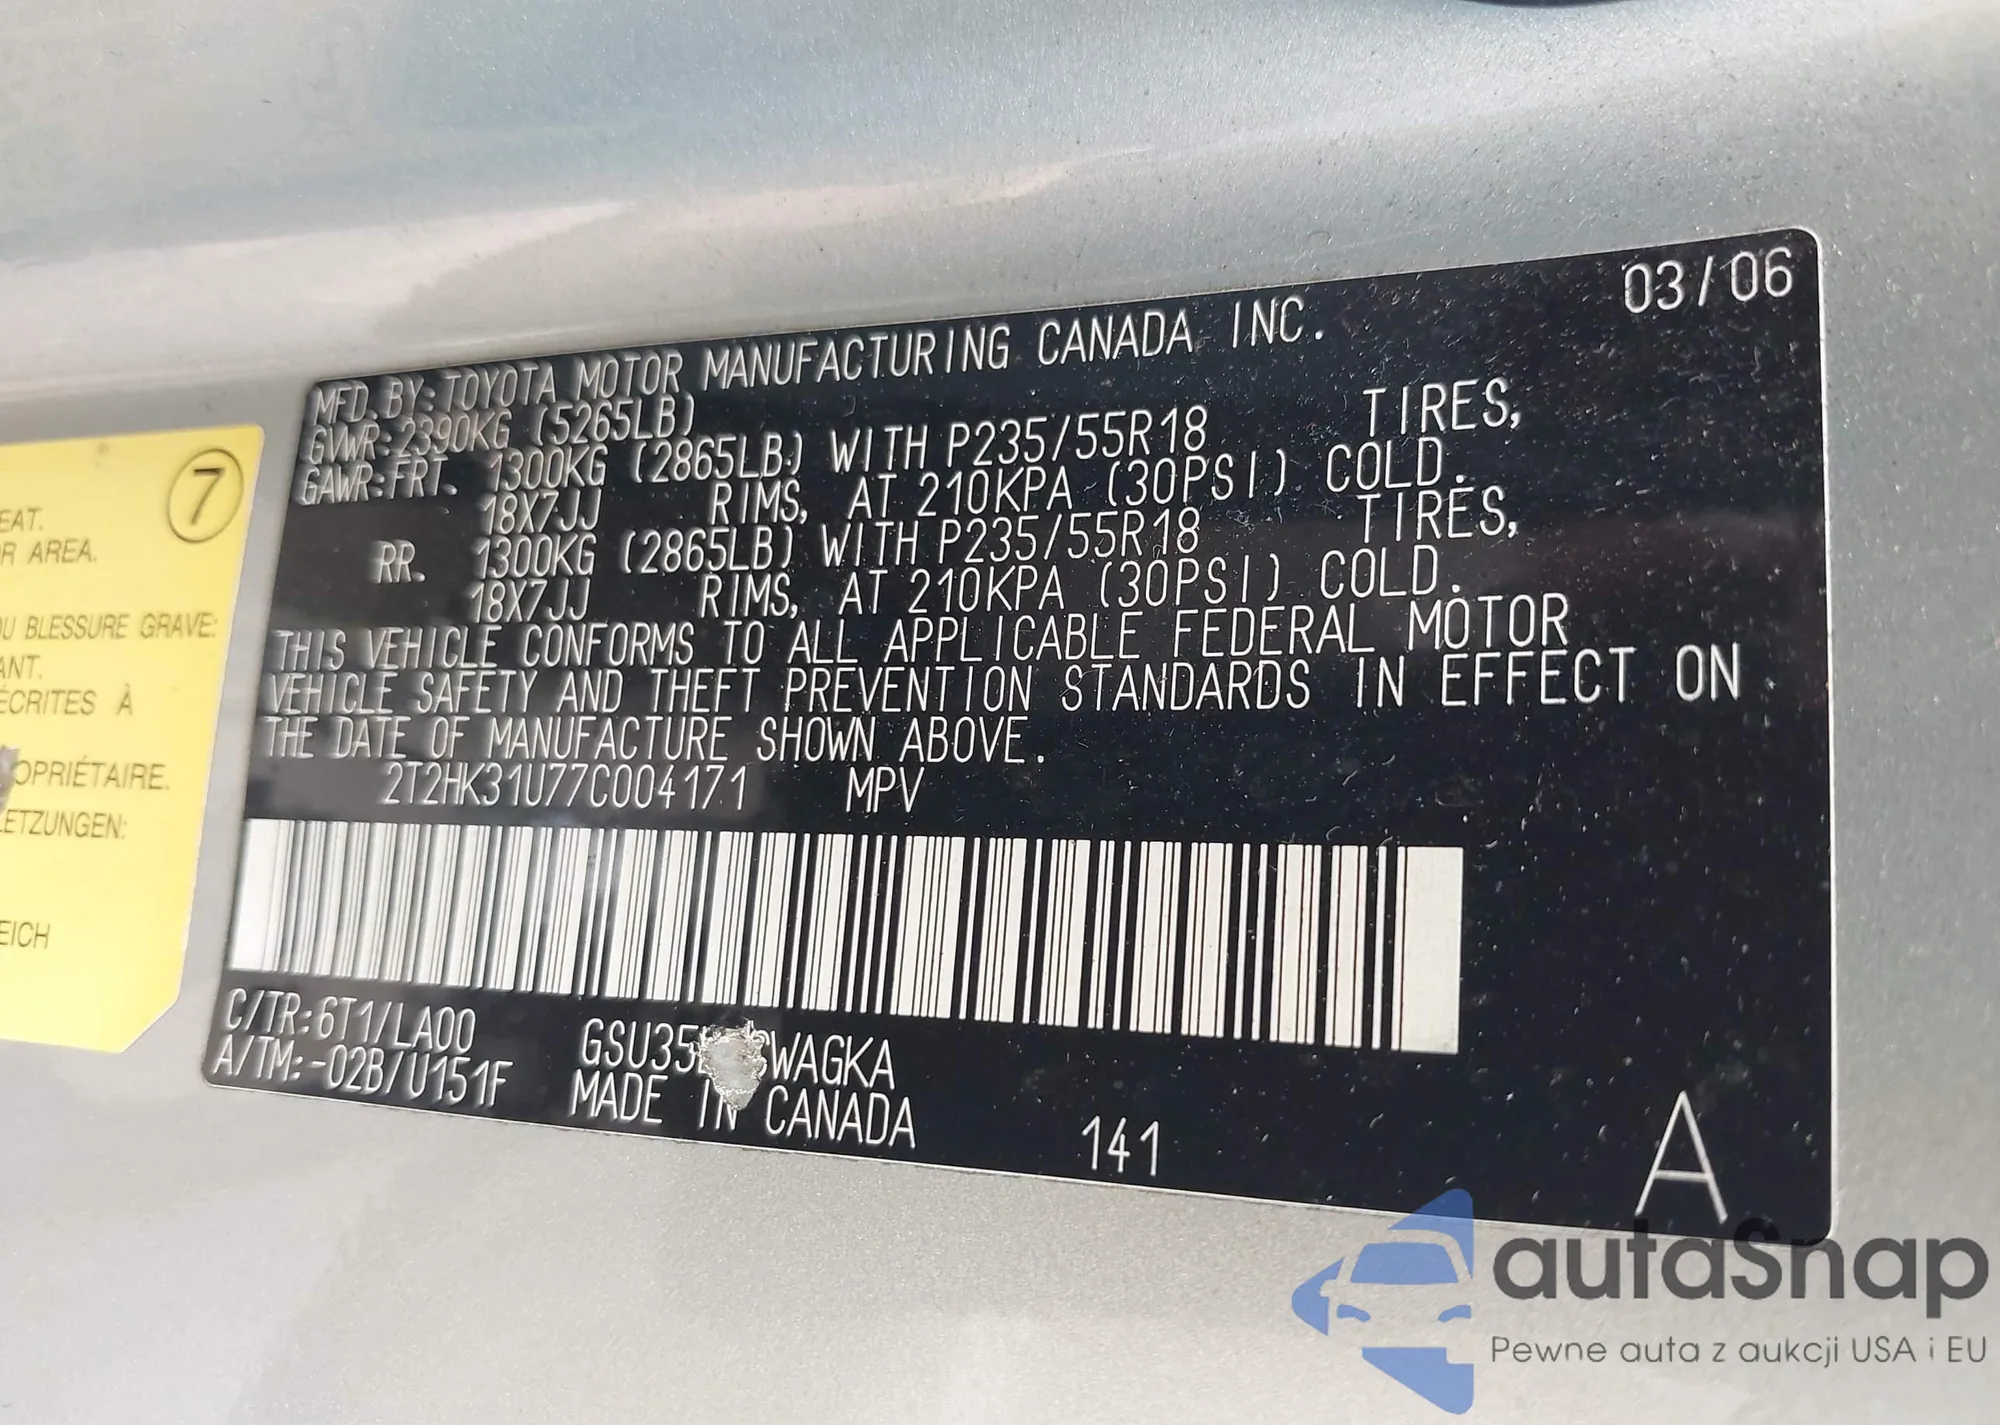 03/06
MFD.BY:TOYOTA MOTOR MANUFACTURING CANADA INC.
GVWR:2390KG (5265LB)
GAWR:FRT. 1300KG (2865LB) WITH P235/55R18 TIRES,
18X7JJ RIMS, AT 210KPA (30PSI) COLD.
RR. 1300KG (2865LB) WITH P235/55R18 TIRES,
18X7JJ RIMS, AT 210KPA (30PSI) COLD.
THIS VEHICLE CONFORMS TO ALL APPLICABLE FEDERAL MOTOR
VEHICLE SAFETY AND THEFT PREVENTION STANDARDS IN EFFECT ON
THE DATE OF MANUFACTURE SHOWN ABOVE.
2T2HK31U77C004171 MPV
C/TR:6T1/LA00
A/TM:-02B/U151F
MADE IN CANADA
141
A
7
EAT.
OR AREA.
OU BLESSURE GRAVE:
ANT.
ÉCRITES À
OPRIÉTAIRE.
LETZUNGEN:
EICH
autaSnap
Pewne auta z aukcji USA i EU